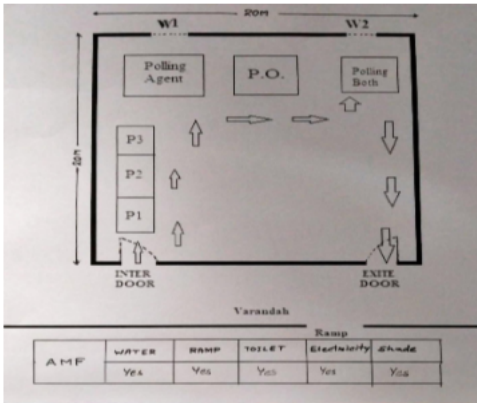 20m
W1
W2
Polling
Agent
P.O.
Polling
Both
20m
P3
P2
P1
INTER
DOOR
EXITE
DOOR
Varandah
Ramp
AMF
WATER
RAMP
TOILET
Electricity
Shade
Yes
Yes
Yes
Yes
Yes